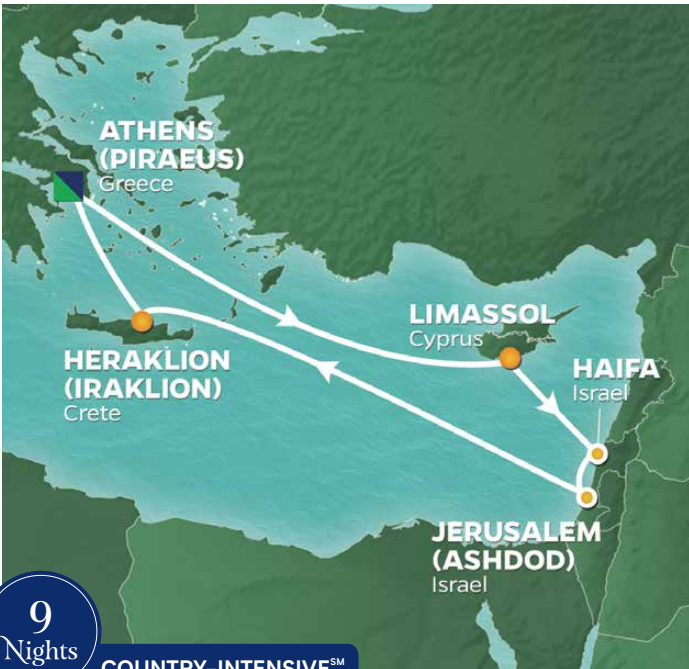 ATHENS
(PIRAEUS)
Greece
LIMASSOL
Cyprus
HAIFA
Israel
HERAKLION
(IRAKLION)
Crete
JERUSALEM
(ASHDOD)
Israel
9
Nights
COUNTRY-INTENSIVE℠